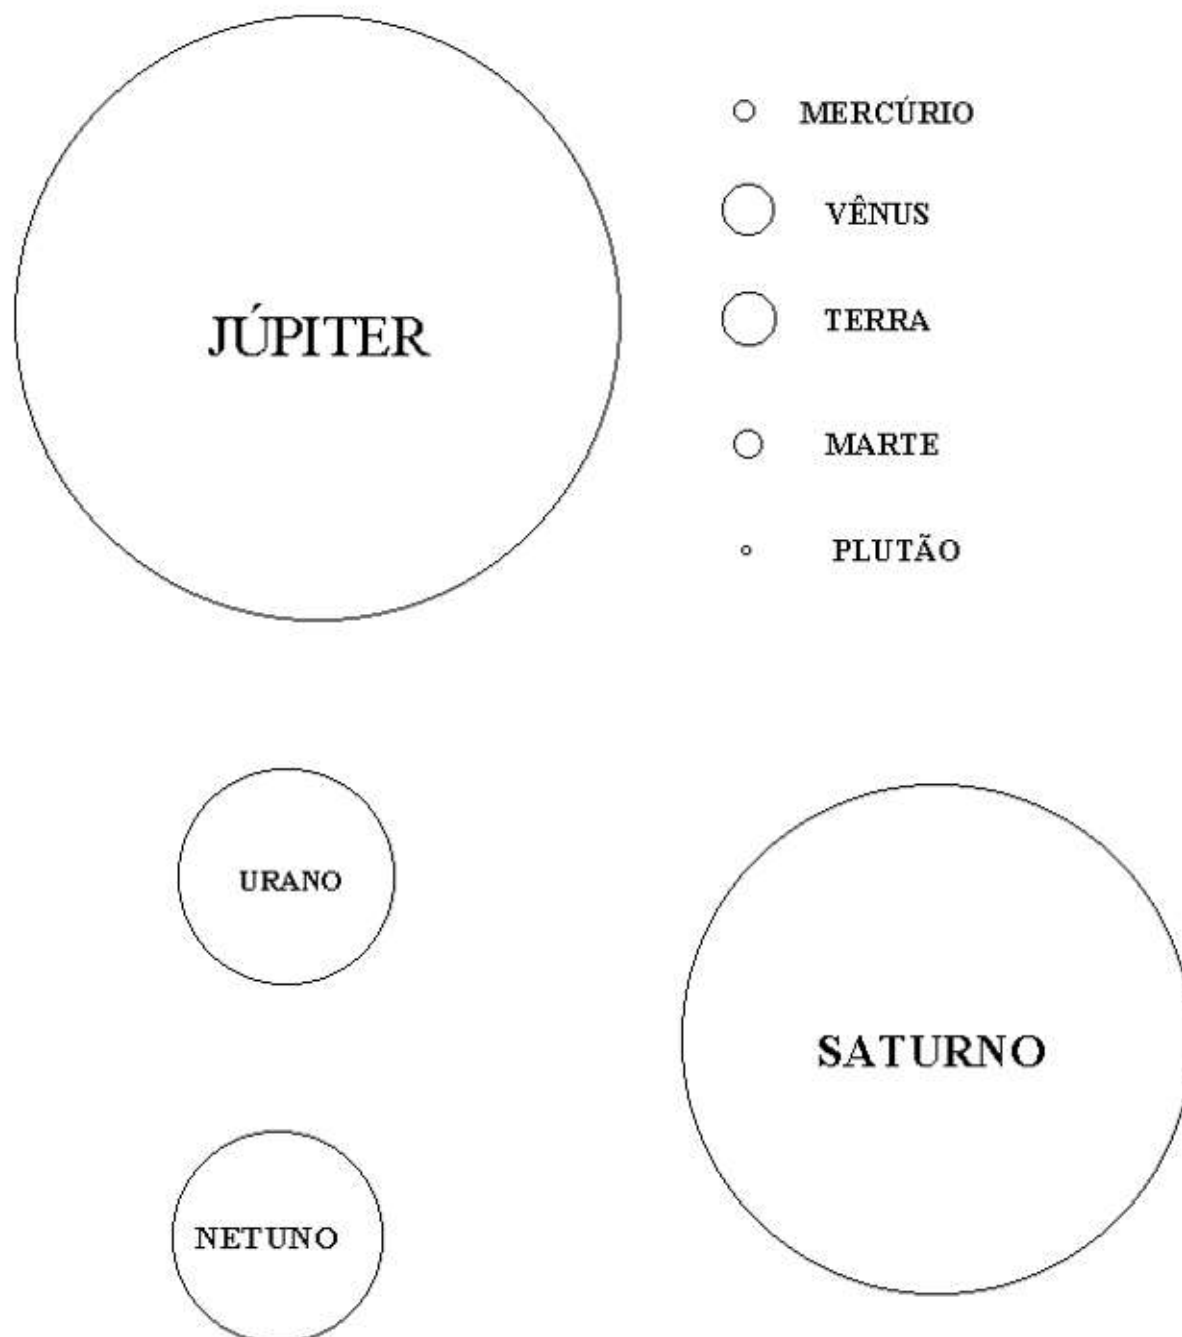 MERCÚRIO
VÊNUS
JÚPITER
TERRA
MARTE
PLUTÃO
URANO
SATURNO
NETUNO